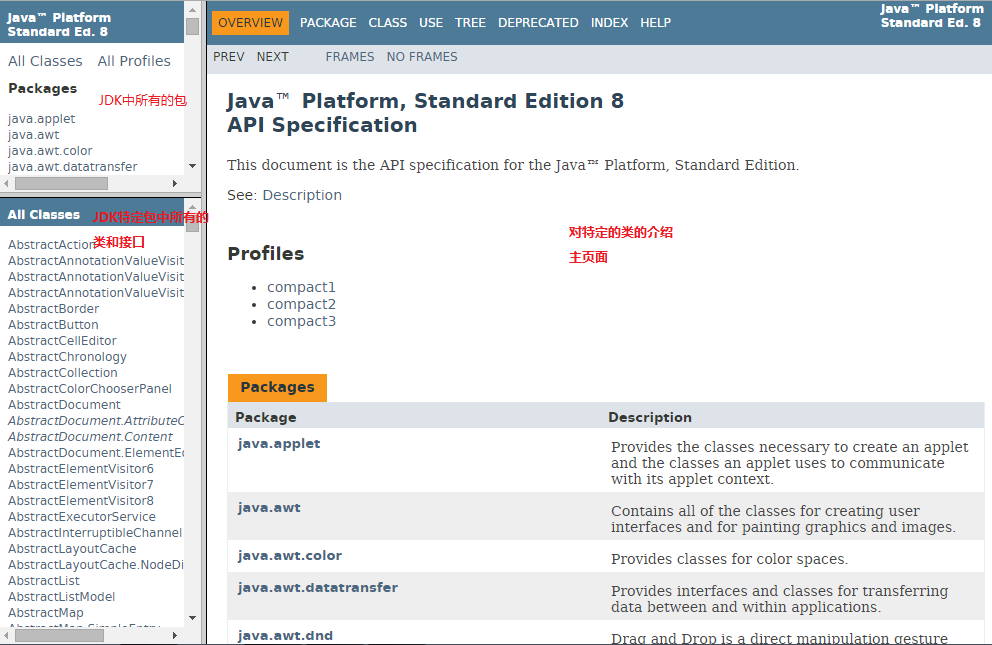 Java™ Platform
Standard Ed. 8
All Classes All Profiles
Packages
JDK中所有的包
java.applet
java.awt
java.awt.color
java.awt.datatransfer
All Classes
JDK特定包中所有的
类和接口
AbstractAction
AbstractAnnotationValueVisit
AbstractAnnotationValueVisit
AbstractAnnotationValueVisit
AbstractBorder
AbstractButton
AbstractCellEditor
AbstractChronology
AbstractCollection
AbstractColorChooserPanel
AbstractDocument
AbstractDocument.AttributeC
AbstractDocument.Content
AbstractDocument.ElementEd
AbstractElementVisitor6
AbstractElementVisitor7
AbstractElementVisitor8
AbstractExecutorService
AbstractInterruptibleChannel
AbstractLayoutCache
AbstractLayoutCache.NodeDi
AbstractList
AbstractListModel
AbstractMap
AbstractMap.SimpleEntry
OVERVIEW PACKAGE CLASS USE TREE DEPRECATED INDEX HELP
Java™ Platform
Standard Ed. 8
PREV NEXT FRAMES NO FRAMES
Java™ Platform, Standard Edition 8
API Specification
This document is the API specification for the Java™ Platform, Standard Edition.
See: Description
对特定的类的介绍
主页面
Profiles
• compact1
• compact2
• compact3
Packages
Package Description
java.applet Provides the classes necessary to create an applet
and the classes an applet uses to communicate
with its applet context.
java.awt Contains all of the classes for creating user
interfaces and for painting graphics and images.
java.awt.color Provides classes for color spaces.
java.awt.datatransfer Provides interfaces and classes for transferring
data between and within applications.
java.awt.dnd Drag and Drop is a direct manipulation gesture